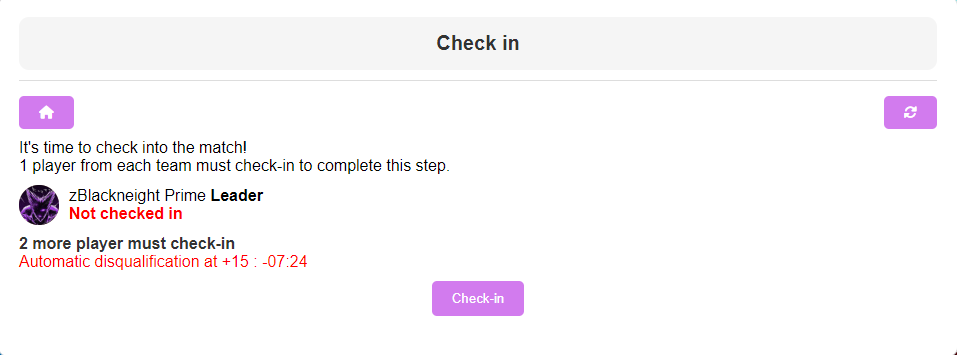 Check in
It's time to check into the match!
1 player from each team must check-in to complete this step.
zBlackneight Prime Leader
Not checked in
2 more player must check-in
Automatic disqualification at +15 : -07:24
Check-in